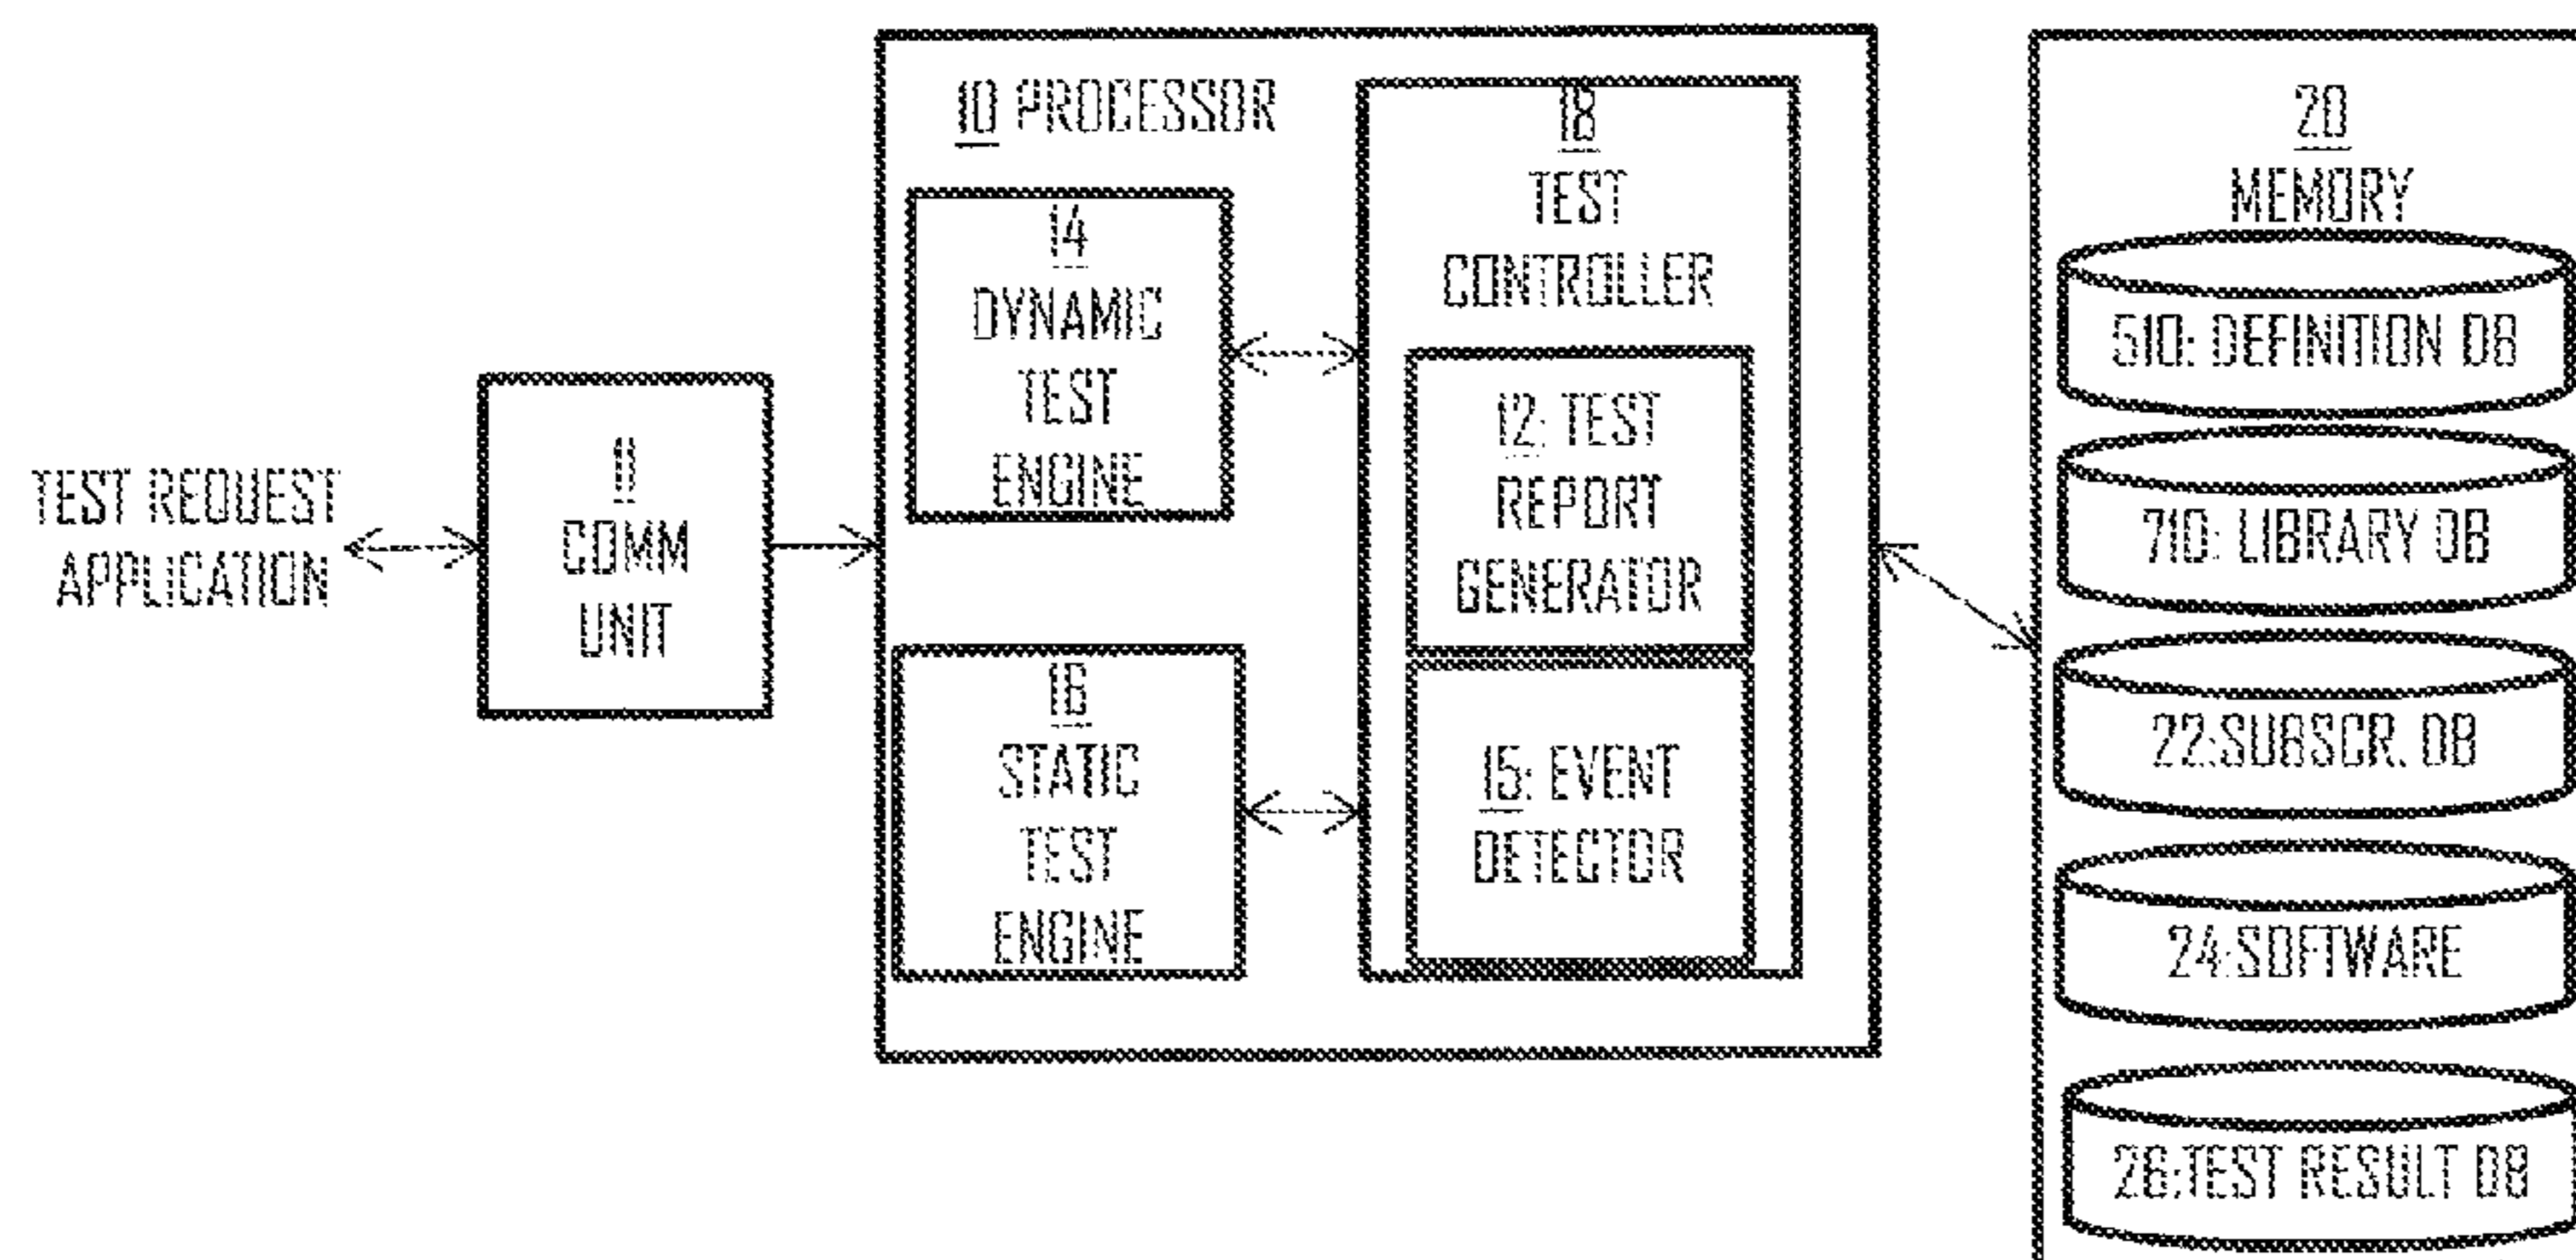 TEST REQUEST
APPLICATION
11
COMM
UNIT
10 PROCESSOR
14
DYNAMIC
TEST
ENGINE
16
STATIC
TEST
ENGINE
18
TEST
CONTROLLER
12: TEST
REPORT
GENERATOR
15: EVENT
DETECTOR
20
MEMORY
510: DEFINITION DB
710: LIBRARY DB
22:SUBSCR. DB
24:SOFTWARE
26:TEST RESULT DB